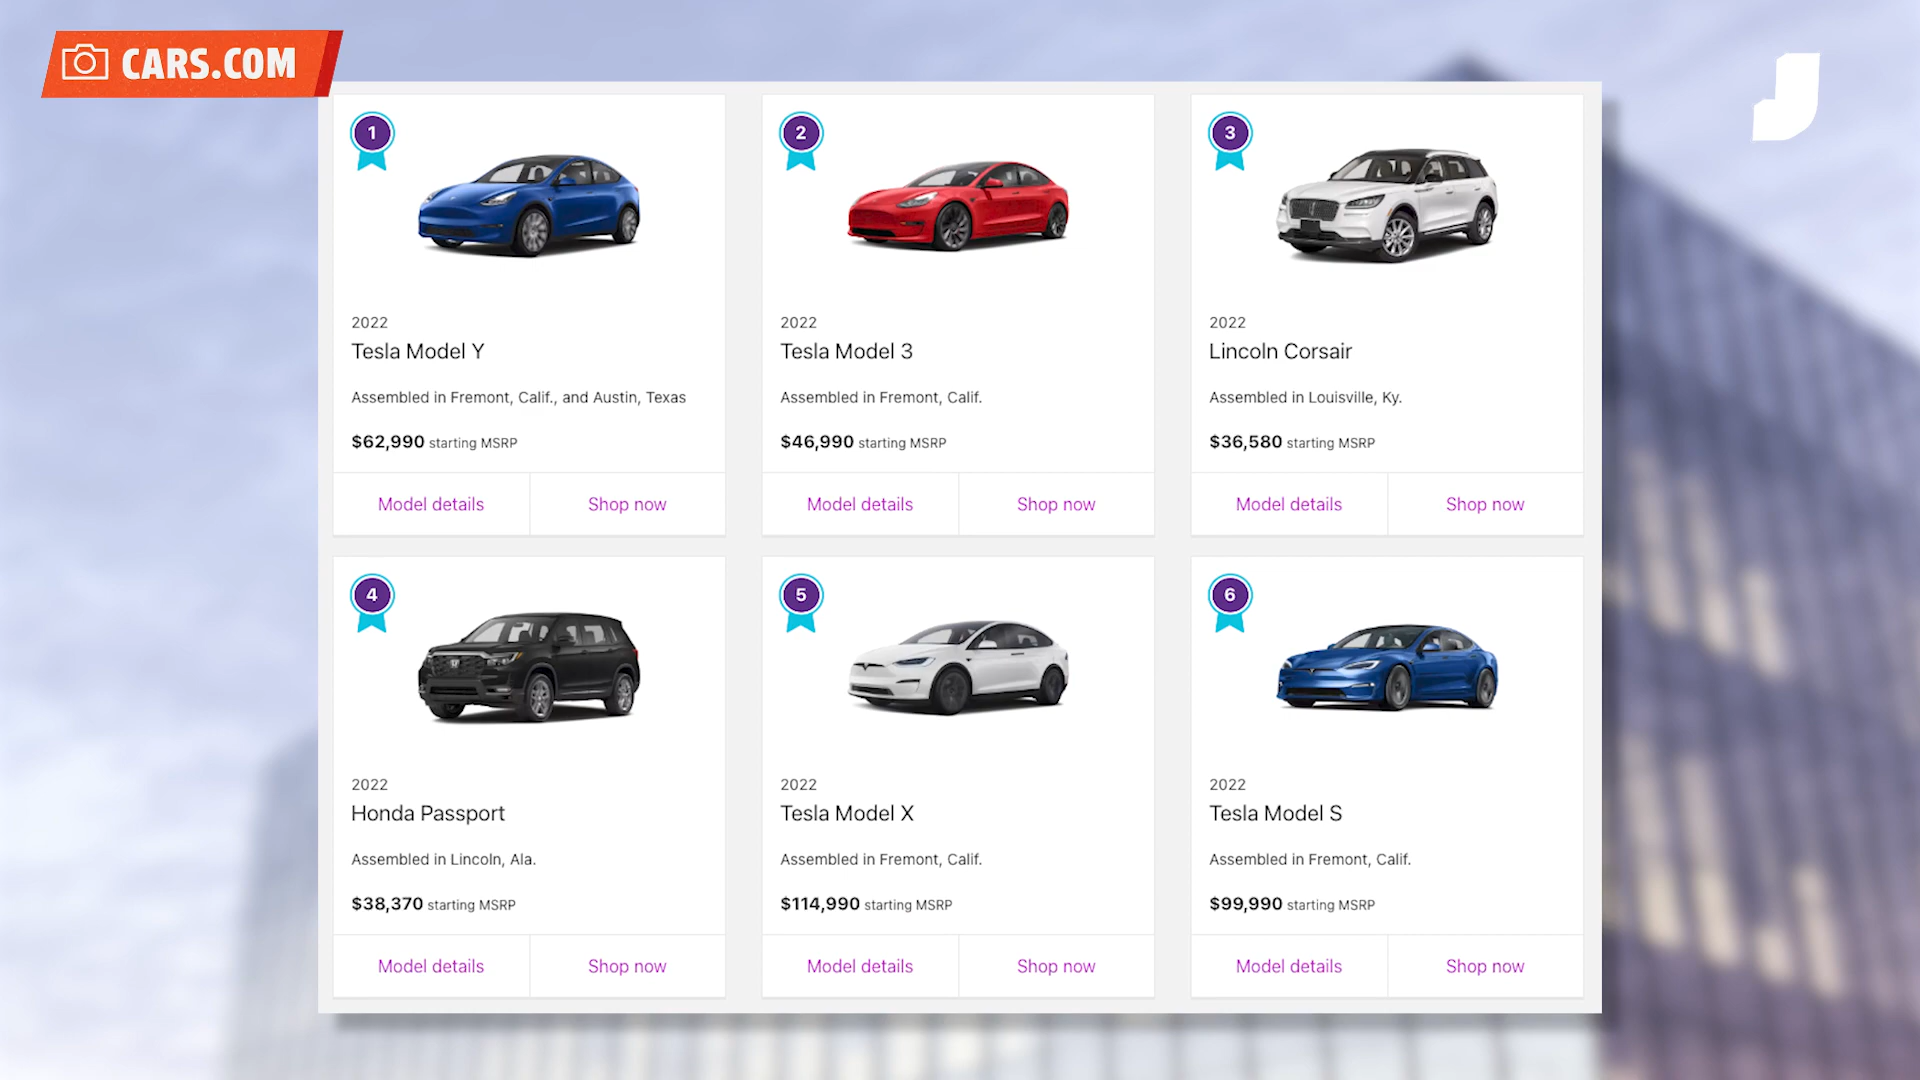 CARS.COM
1
2022
Tesla Model Y
Assembled in Fremont, Calif., and Austin, Texas
$62,990 starting MSRP
Model details
Shop now
2
2022
Tesla Model 3
Assembled in Fremont, Calif.
$46,990 starting MSRP
Model details
Shop now
3
2022
Lincoln Corsair
Assembled in Louisville, Ky.
$36,580 starting MSRP
Model details
Shop now
4
2022
Honda Passport
Assembled in Lincoln, Ala.
$38,370 starting MSRP
Model details
Shop now
5
2022
Tesla Model X
Assembled in Fremont, Calif.
$114,990 starting MSRP
Model details
Shop now
6
2022
Tesla Model S
Assembled in Fremont, Calif.
$99,990 starting MSRP
Model details
Shop now